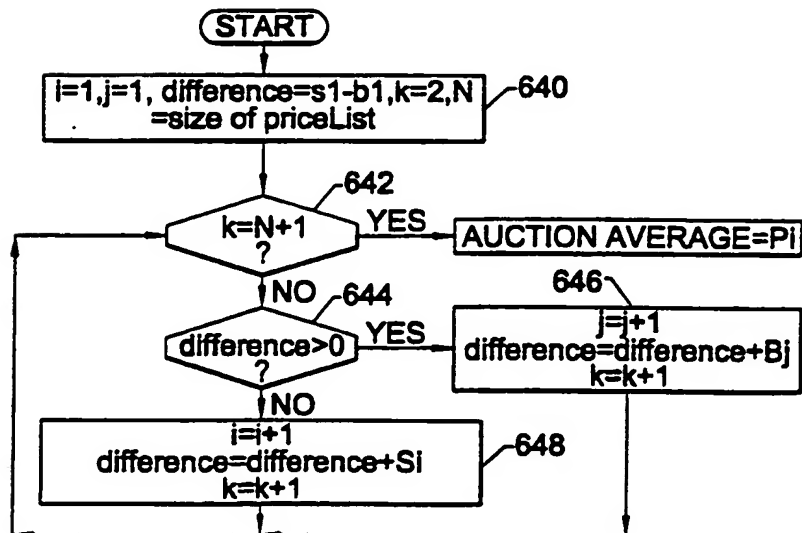 START
i=1,j=1, difference=s1-b1,k=2,N
=size of priceList
640
642
k=N+1
?
YES
AUCTION AVERAGE=Pi
NO
644
646
difference>0
?
YES
j=j+1
difference=difference+Bj
k=k+1
NO
i=i+1
difference=difference+Si
k=k+1
648